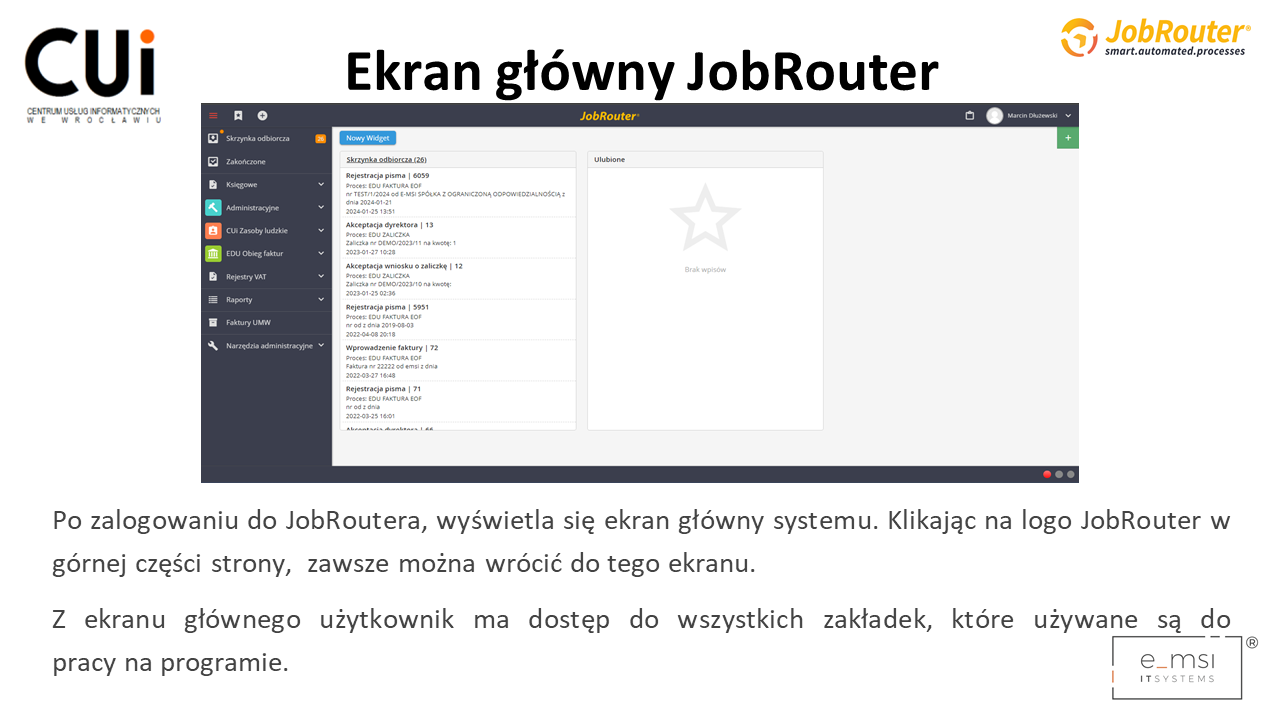 CUi
CENTRUM USŁUG INFORMATYCZNYCH
WE WROCŁAWIU
JobRouter®
smart.automated.processes
Ekran główny JobRouter
JobRouter
Marcin Dłużewski
Skrzynka odbiorcza 26
Zakończone
Księgowe
Administracyjne
CUi Zasoby ludzkie
EDU Obieg faktur
Rejestry VAT
Raporty
Faktury UMW
Narzędzia administracyjne
Nowy Widget
+
Skrzynka odbiorcza (26)
Rejestracja pisma | 6059
Proces: EDU FAKTURA EOF
nr TEST/1/2024 od E-MSI SPÓŁKA Z OGRANICZONĄ ODPOWIEDZIALNOŚCIĄ z
dnia 2024-01-21
2024-01-25 13:51
Akceptacja dyrektora | 13
Proces: EDU ZALICZKA
Zaliczka nr DEMO/2023/11 na kwotę: 1
2023-01-27 10:28
Akceptacja wniosku o zaliczkę | 12
Proces: EDU ZALICZKA
Zaliczka nr DEMO/2023/10 na kwotę:
2023-01-25 02:36
Rejestracja pisma | 5951
Proces: EDU FAKTURA EOF
nr od z dnia 2019-08-03
2022-04-08 20:18
Wprowadzenie faktury | 72
Proces: EDU FAKTURA EOF
Faktura nr 22222 od emsi z dnia
2022-03-27 16:48
Rejestracja pisma | 71
Proces: EDU FAKTURA EOF
nr od z dnia
2022-03-25 16:01
Akceptacja dyrektora | 66
Ulubione
Brak wpisów
Po zalogowaniu do JobRoutera, wyświetla się ekran główny systemu. Klikając na logo JobRouter w
górnej części strony, zawsze można wrócić do tego ekranu.
Z ekranu głównego użytkownik ma dostęp do wszystkich zakładek, które używane są do
pracy na programie.
e_msi ®
ITSYSTEMS